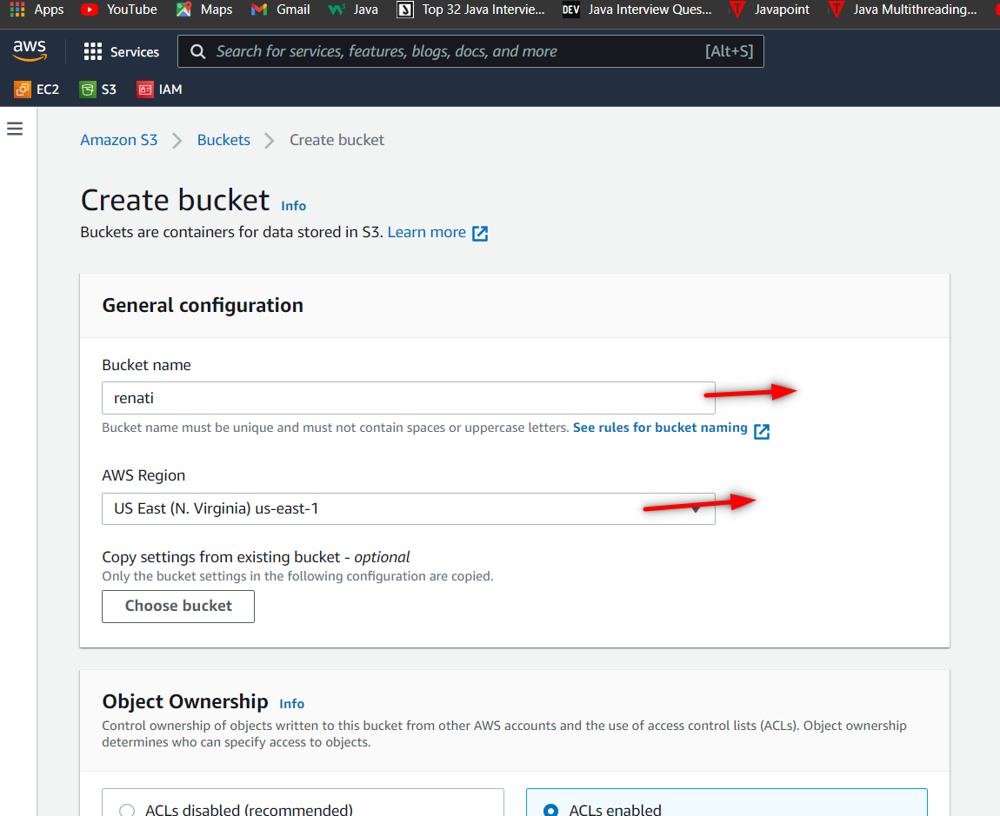 Apps YouTube Maps Gmail Java Top 32 Java Intervie... DEV Java Interview Ques... Javapoint Java Multithreading...
aws Services Search for services, features, blogs, docs, and more [Alt+S]
EC2 S3 IAM
Amazon S3 Buckets Create bucket
Create bucket Info
Buckets are containers for data stored in S3. Learn more
General configuration
Bucket name
renati
Bucket name must be unique and must not contain spaces or uppercase letters. See rules for bucket naming
AWS Region
US East (N. Virginia) us-east-1
Copy settings from existing bucket - optional
Only the bucket settings in the following configuration are copied.
Choose bucket
Object Ownership Info
Control ownership of objects written to this bucket from other AWS accounts and the use of access control lists (ACLs). Object ownership
determines who can specify access to objects.
ACLs disabled (recommended) ACLs enabled